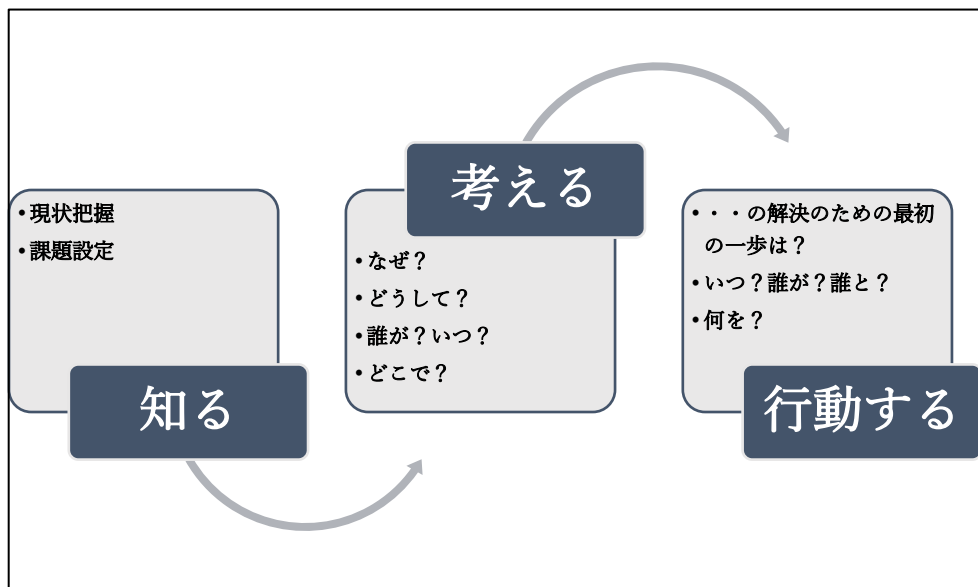 ・現状把握
・課題設定
知る
考える
・なぜ？
・どうして？
・誰が？いつ？
・どこで？
・・・・の解決のための最初
の一歩は？
・いつ？誰が？誰と？
・何を？
行動する